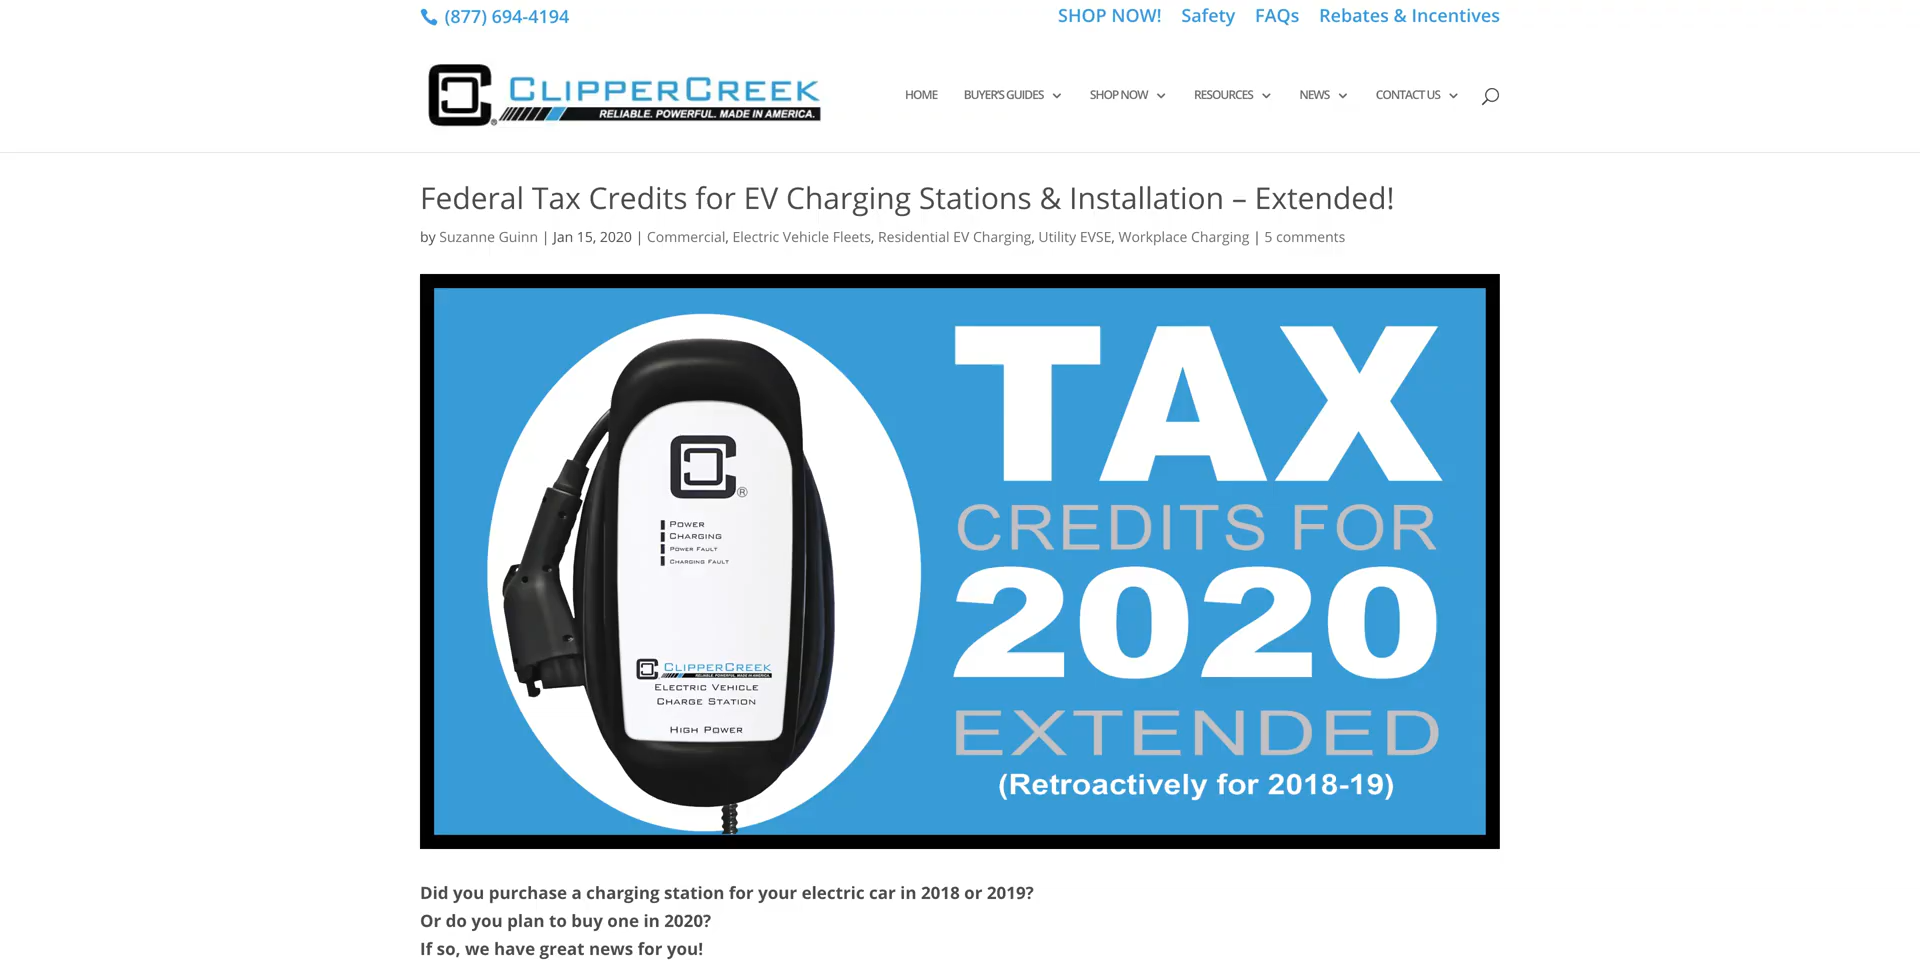 (877) 694-4194
SHOP NOW! Safety FAQs Rebates & Incentives
CLIPPERCREEK
RELIABLE. POWERFUL. MADE IN AMERICA.
HOME BUYER'S GUIDES SHOP NOW RESOURCES NEWS CONTACT US
Federal Tax Credits for EV Charging Stations & Installation – Extended!
by Suzanne Guinn | Jan 15, 2020 | Commercial, Electric Vehicle Fleets, Residential EV Charging, Utility EVSE, Workplace Charging | 5 comments
®
POWER
CHARGING
POWER FAULT
CHARGING FAULT
CLIPPERCREEK
RELIABLE. POWERFUL. MADE IN AMERICA.
ELECTRIC VEHICLE
CHARGE STATION
HIGH POWER
TAX
CREDITS FOR
2020
EXTENDED
(Retroactively for 2018-19)
Did you purchase a charging station for your electric car in 2018 or 2019?
Or do you plan to buy one in 2020?
If so, we have great news for you!